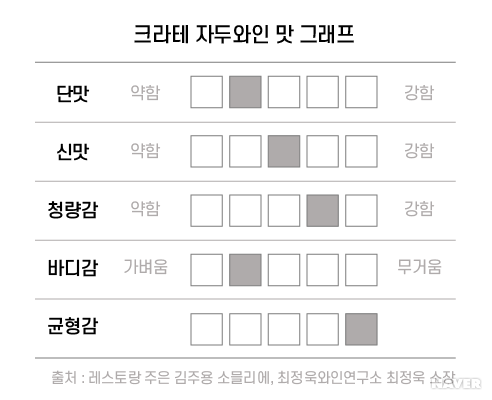 크라테 자두와인 맛 그래프
단맛 약함 강함
신맛 약함 강함
청량감 약함 강함
바디감 가벼움 무거움
균형감
출처 : 레스토랑 주은 김주용 소믈리에, 최정욱와인연구소 최정욱 소장
NAVER